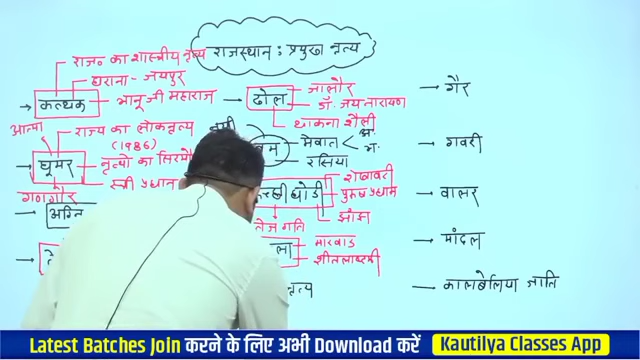 राजस्थान : प्रमुख नृत्य
राज॰ का शास्त्रीय नृत्य
घराना - जयपुर
→ कत्थक - भानू जी महाराज
आत्मा
राज्य का लोकनृत्य
(1986)
→ घूमर - नृत्यों का सिरमौर
गणगौर
स्त्री प्रधान
→ अग्नि
→ ढोल
जालौर
डॉ॰ जयनारायण
थाकना शैली
मेवात
रसिया
शेखावटी
घोडी - पुरुष प्रधान
तेज गति
मारवाड
शीतलाष्टमी
नृत्य
→ गैर
→ गवरी
→ वालर
→ मांदल
→ कालबेलिया जाति
Latest Batches Join करने के लिए अभी Download करें Kautilya Classes App